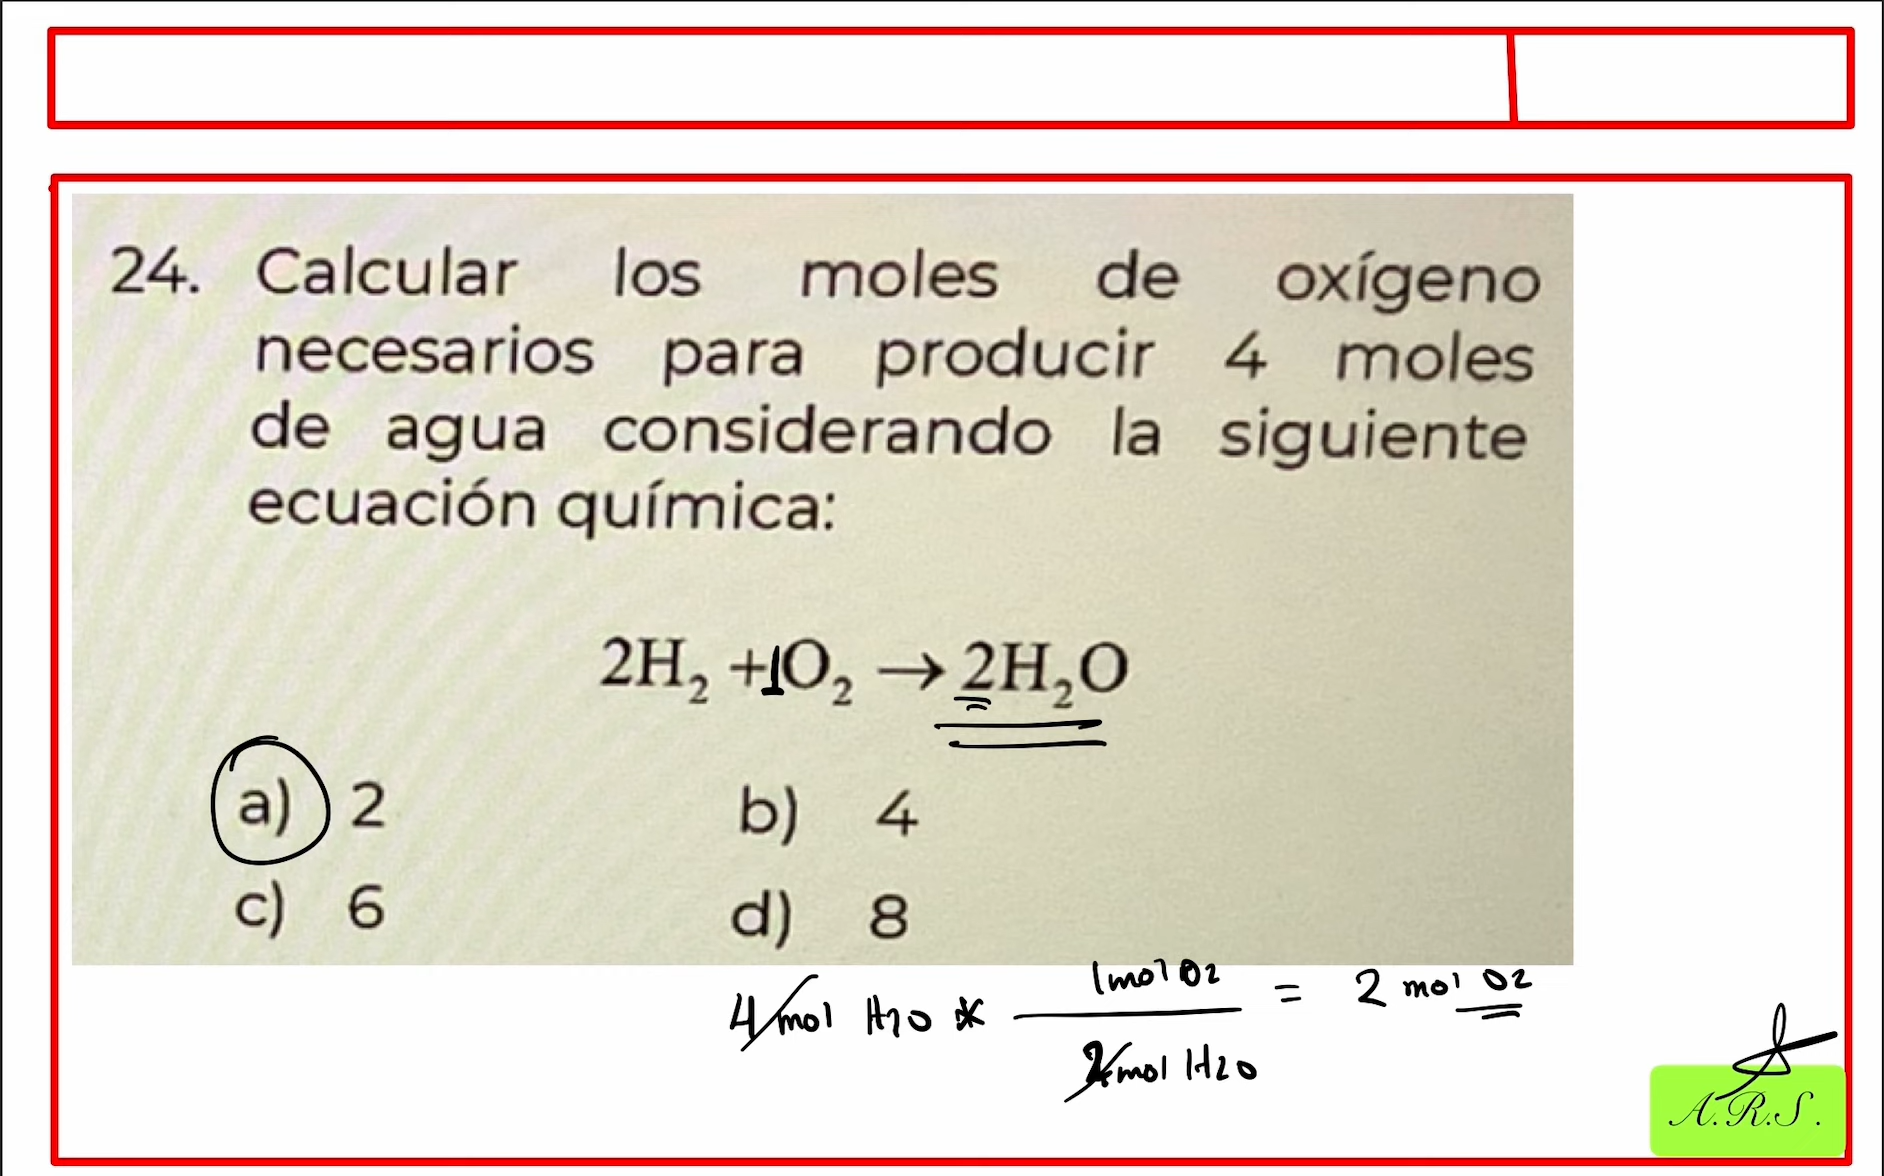 24. Calcular los moles de oxígeno
necesarios para producir 4 moles
de agua considerando la siguiente
ecuación química:
2H₂ +1O₂ → 2H₂O
a) 2 b) 4
c) 6 d) 8
1mol O2
4 mol H2O * = 2 mol O2
2 mol H2O
A.R.S.